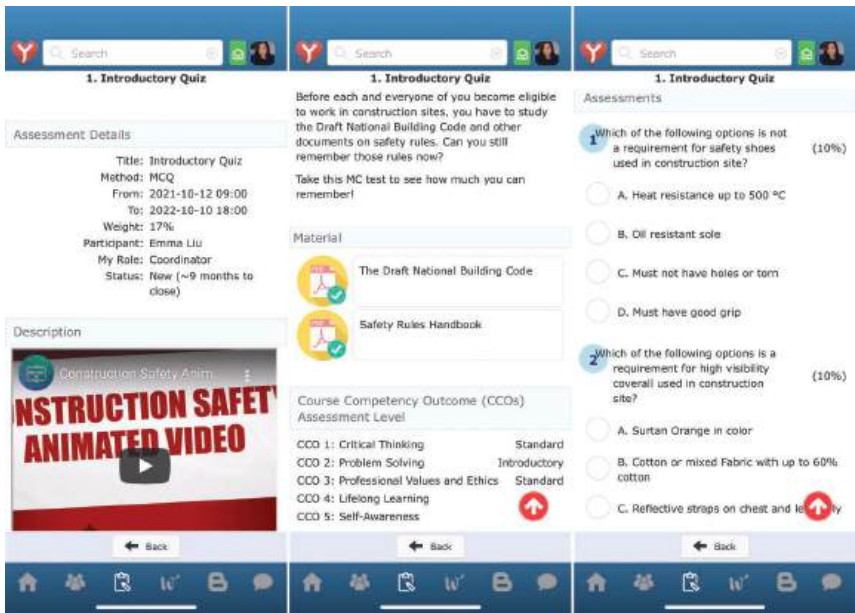 Search
1. Introductory Quiz
Assessment Details
Title: Introductory Quiz
Method: MCQ
From: 2021-10-12 09:00
To: 2022-10-10 18:00
Weight: 17%
Participant: Emma Liu
My Role: Coordinator
Status: New (~9 months to
close)
Description
Construction Safety Anim...
NSTRUCTION SAFET
ANIMATED VIDEO
Back
Search
1. Introductory Quiz
Before each and everyone of you become eligible
to work in construction sites, you have to study
the Draft National Building Code and other
documents on safety rules. Can you still
remember those rules now?
Take this MC test to see how much you can
remember!
Material
PDF
The Draft National Building Code
PDF
Safety Rules Handbook
Course Competency Outcome (CCOs)
Assessment Level
CCO 1: Critical Thinking Standard
CCO 2: Problem Solving Introductory
CCO 3: Professional Values and Ethics Standard
CCO 4: Lifelong Learning
CCO 5: Self-Awareness
Back
Search
1. Introductory Quiz
Assessments
1 Which of the following options is not
a requirement for safety shoes (10%)
used in construction site?
A. Heat resistance up to 500 °C
B. Oil resistant sole
C. Must not have holes or torn
D. Must have good grip
2 Which of the following options is a
requirement for high visibility (10%)
coverall used in construction
site?
A. Surtan Orange in color
B. Cotton or mixed Fabric with up to 60%
cotton
C. Reflective straps on chest and
Back